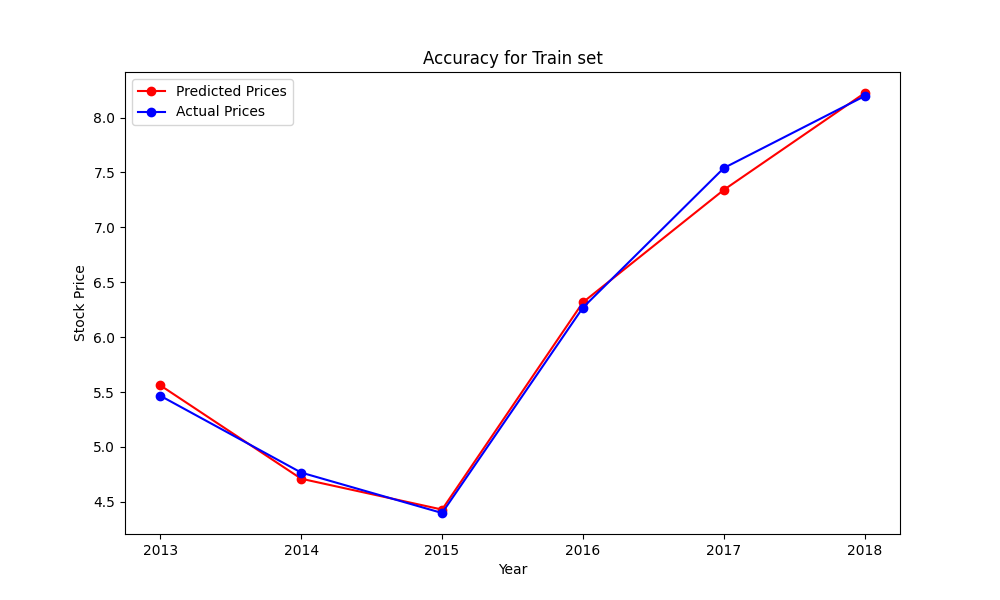 Accuracy for Train set
Predicted Prices
Actual Prices
8.0
7.5
7.0
6.5
6.0
5.5
5.0
4.5
Stock Price
2013 2014 2015 2016 2017 2018
Year